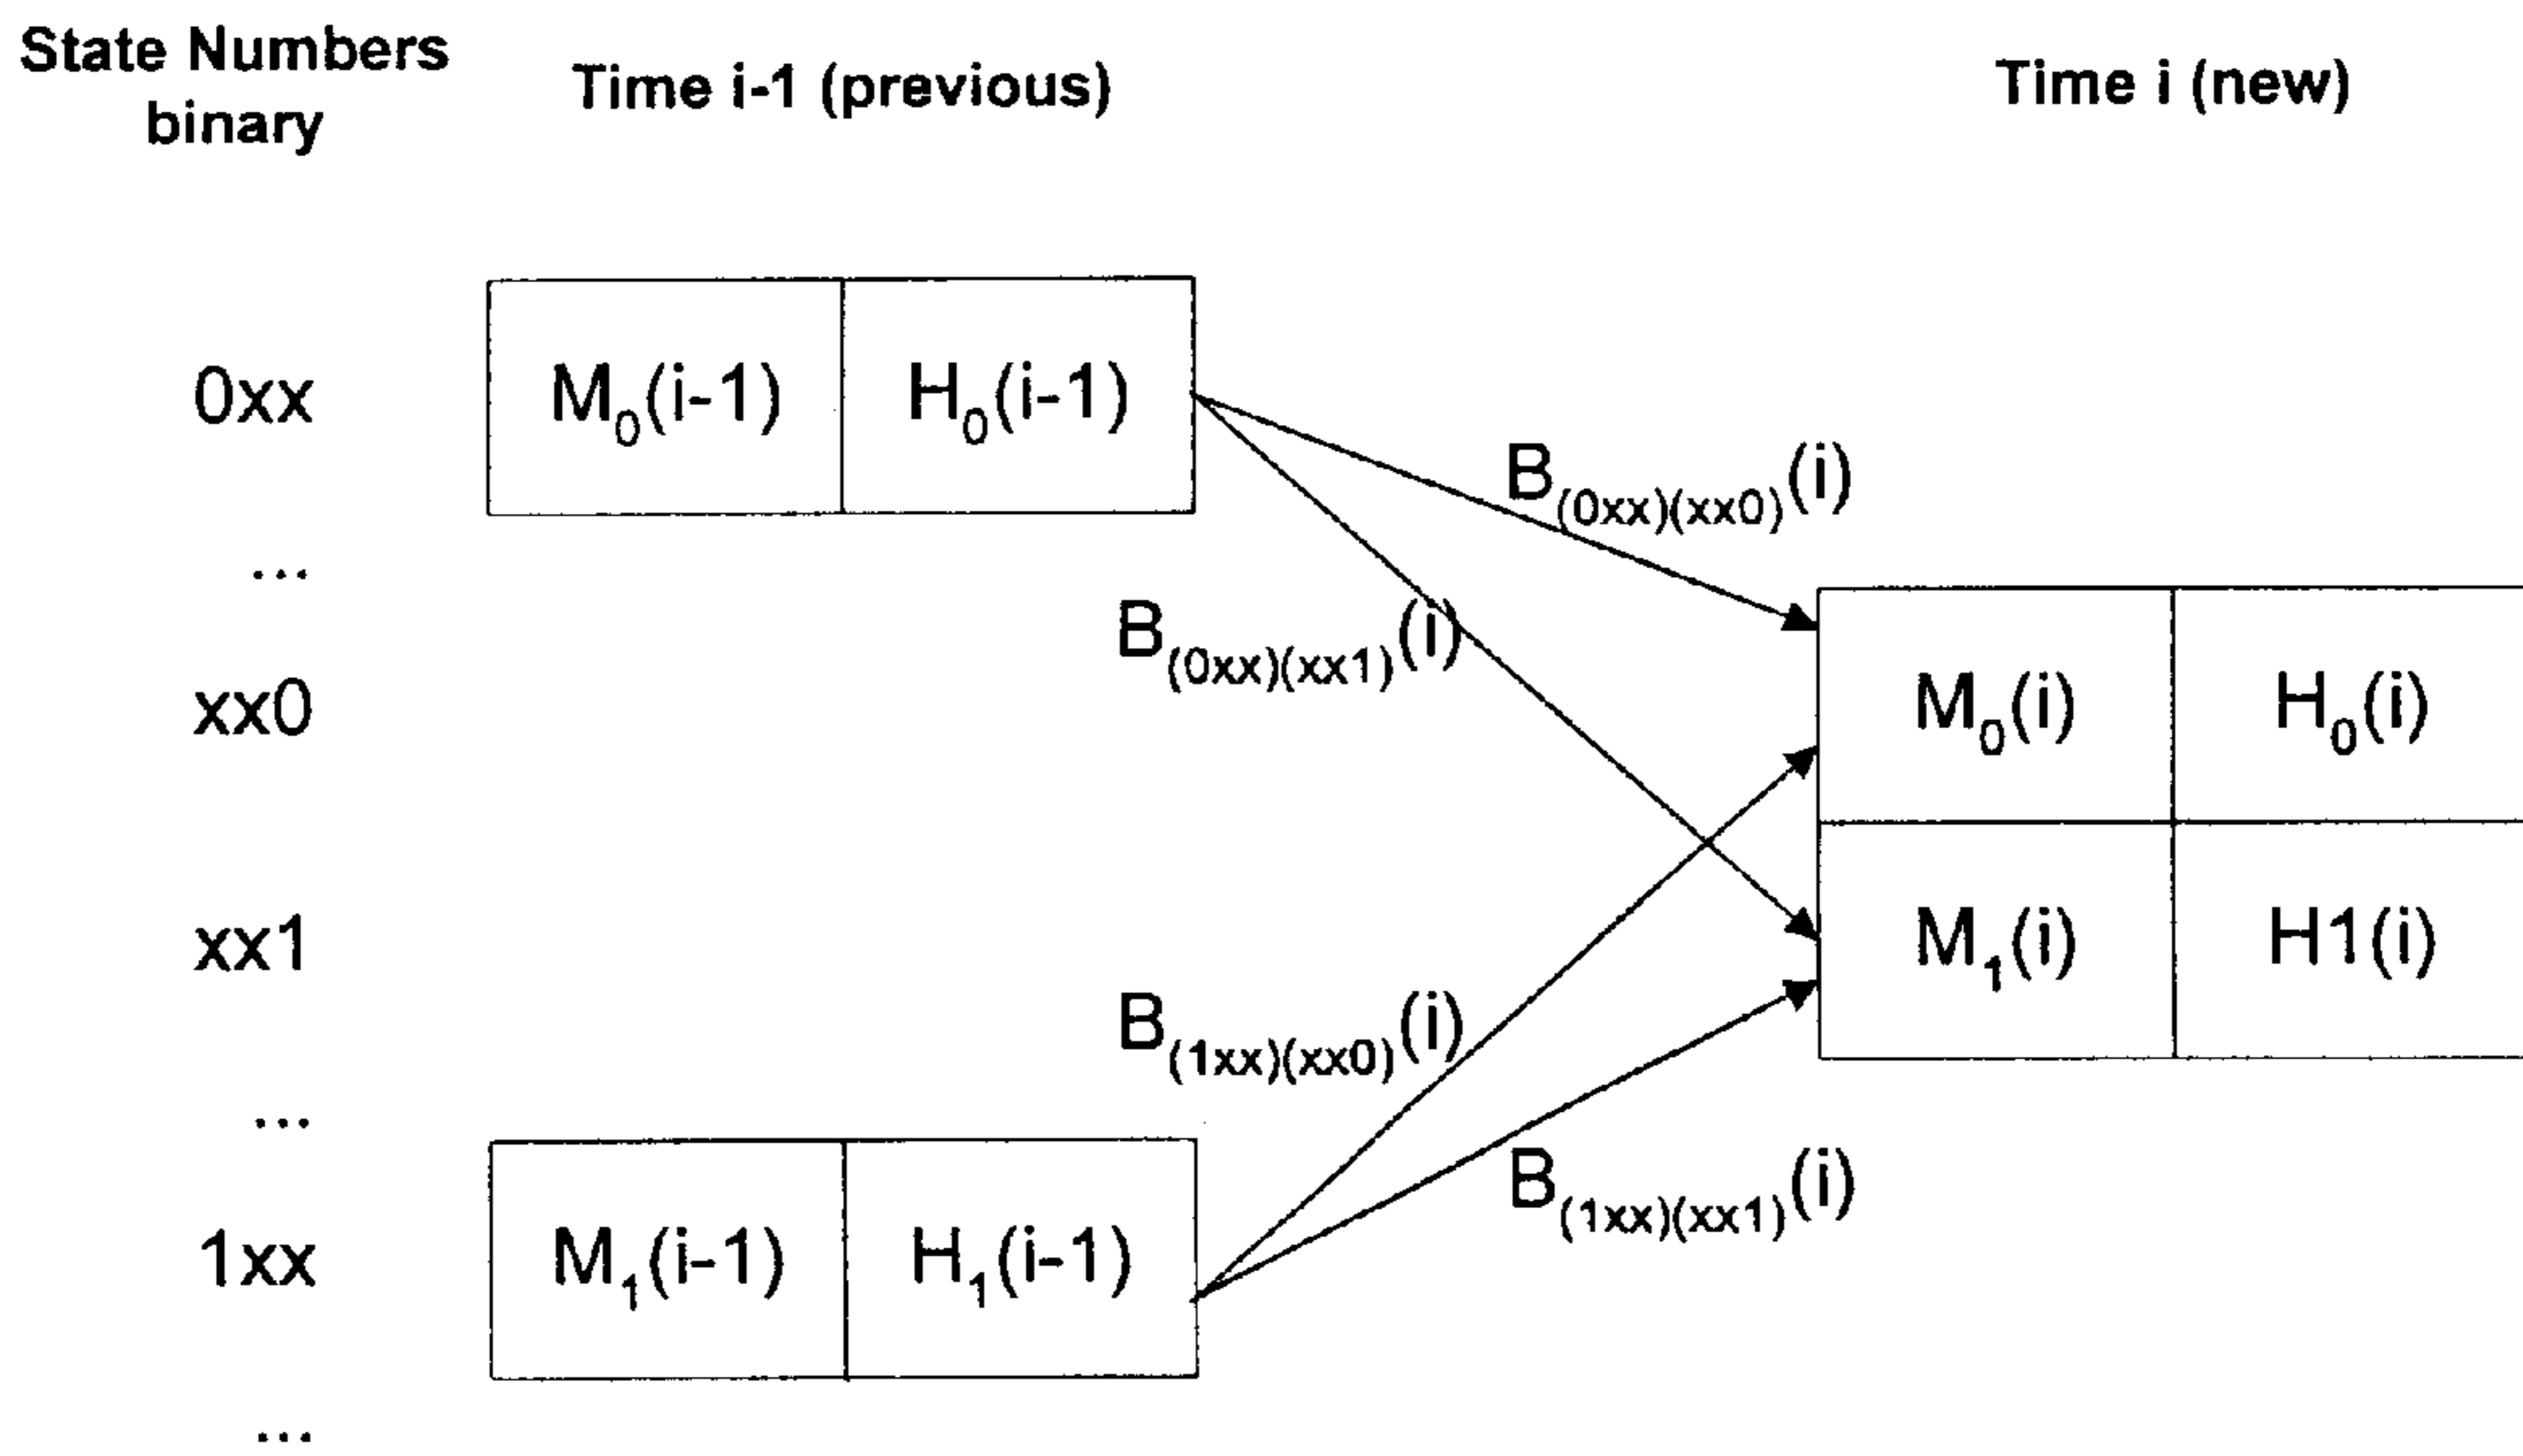 State Numbers
binary
Time i-1 (previous)
Time i (new)
0xx
M₀(i-1)
H₀(i-1)
B₍₀ₓₓ₎₍ₓₓ₀₎(i)
...
B₍₀ₓₓ₎₍ₓₓ₁₎(i)
xx0
M₀(i)
H₀(i)
xx1
M₁(i)
H1(i)
B₍₁ₓₓ₎₍ₓₓ₀₎(i)
...
B₍₁ₓₓ₎₍ₓₓ₁₎(i)
1xx
M₁(i-1)
H₁(i-1)
...